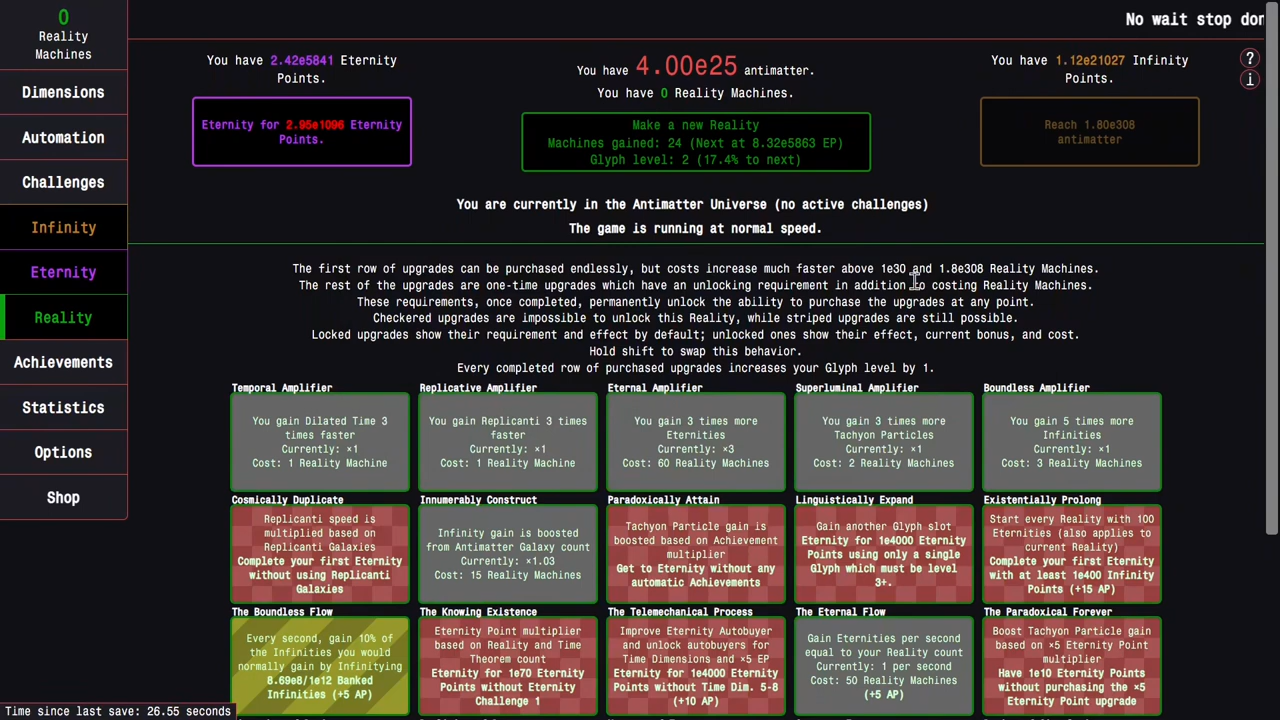 0
Reality
Machines
Dimensions
Automation
Challenges
Infinity
Eternity
Reality
Achievements
Statistics
Options
Shop
No wait stop don
You have 2.42e5841 Eternity
Points.
Eternity for 2.95e1096 Eternity
Points.
You have 4.00e25 antimatter.
You have 0 Reality Machines.
Make a new Reality
Machines gained: 24 (Next at 8.32e5863 EP)
Glyph level: 2 (17.4% to next)
You have 1.12e21027 Infinity
Points.
Reach 1.80e308
antimatter
?
i
You are currently in the Antimatter Universe (no active challenges)
The game is running at normal speed.
The first row of upgrades can be purchased endlessly, but costs increase much faster above 1e30 and 1.8e308 Reality Machines.
The rest of the upgrades are one-time upgrades which have an unlocking requirement in addition to costing Reality Machines.
These requirements, once completed, permanently unlock the ability to purchase the upgrades at any point.
Checkered upgrades are impossible to unlock this Reality, while striped upgrades are still possible.
Locked upgrades show their requirement and effect by default; unlocked ones show their effect, current bonus, and cost.
Hold shift to swap this behavior.
Every completed row of purchased upgrades increases your Glyph level by 1.
Temporal Amplifier
You gain Dilated Time 3
times faster
Currently: ×1
Cost: 1 Reality Machine
Replicative Amplifier
You gain Replicanti 3 times
faster
Currently: ×1
Cost: 1 Reality Machine
Eternal Amplifier
You gain 3 times more
Eternities
Currently: ×3
Cost: 60 Reality Machines
Superluminal Amplifier
You gain 3 times more
Tachyon Particles
Currently: ×1
Cost: 2 Reality Machines
Boundless Amplifier
You gain 5 times more
Infinities
Currently: ×1
Cost: 3 Reality Machines
Cosmically Duplicate
Replicanti speed is
multiplied based on
Replicanti Galaxies
Complete your first Eternity
without using Replicanti
Galaxies
Innumerably Construct
Infinity gain is boosted
from Antimatter Galaxy count
Currently: ×1.03
Cost: 15 Reality Machines
Paradoxically Attain
Tachyon Particle gain is
boosted based on Achievement
multiplier
Get to Eternity without any
automatic Achievements
Linguistically Expand
Gain another Glyph slot
Eternity for 1e4000 Eternity
Points using only a single
Glyph which must be level
3+.
Existentially Prolong
Start every Reality with 100
Eternities (also applies to
current Reality)
Complete your first Eternity
with at least 1e400 Infinity
Points (+15 AP)
The Boundless Flow
Every second, gain 10% of
the Infinities you would
normally gain by Infinitying
8.69e8/1e12 Banked
Infinities (+5 AP)
The Knowing Existence
Eternity Point multiplier
based on Reality and Time
Theorem count
Eternity for 1e70 Eternity
Points without Eternity
Challenge 1
The Telemechanical Process
Improve Eternity Autobuyer
and unlock autobuyers for
Time Dimensions and ×5 EP
Eternity for 1e4000 Eternity
Points without Time Dim. 5-8
(+10 AP)
The Eternal Flow
Gain Eternities per second
equal to your Reality count
Currently: 1 per second
Cost: 50 Reality Machines
(+5 AP)
The Paradoxical Forever
Boost Tachyon Particle gain
based on ×5 Eternity Point
multiplier
Have 1e10 Eternity Points
without purchasing the ×5
Eternity Point upgrade
Time since last save: 26.55 seconds